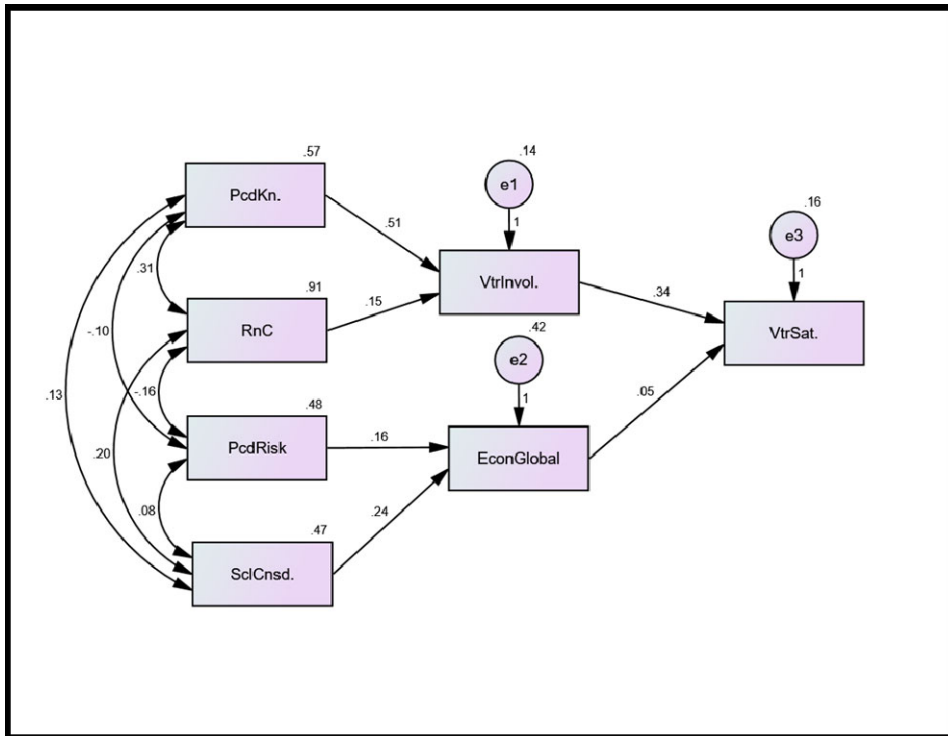 .57
PcdKn.
.14
e1
1
.51
.16
e3
1
.31
VtrInvol.
.91
RnC
.15
.34
VtrSat.
-.10
.42
e2
1
-.16
.13
.48
PcdRisk
.16
.05
.20
EconGlobal
.08
.24
.47
SclCnsd.